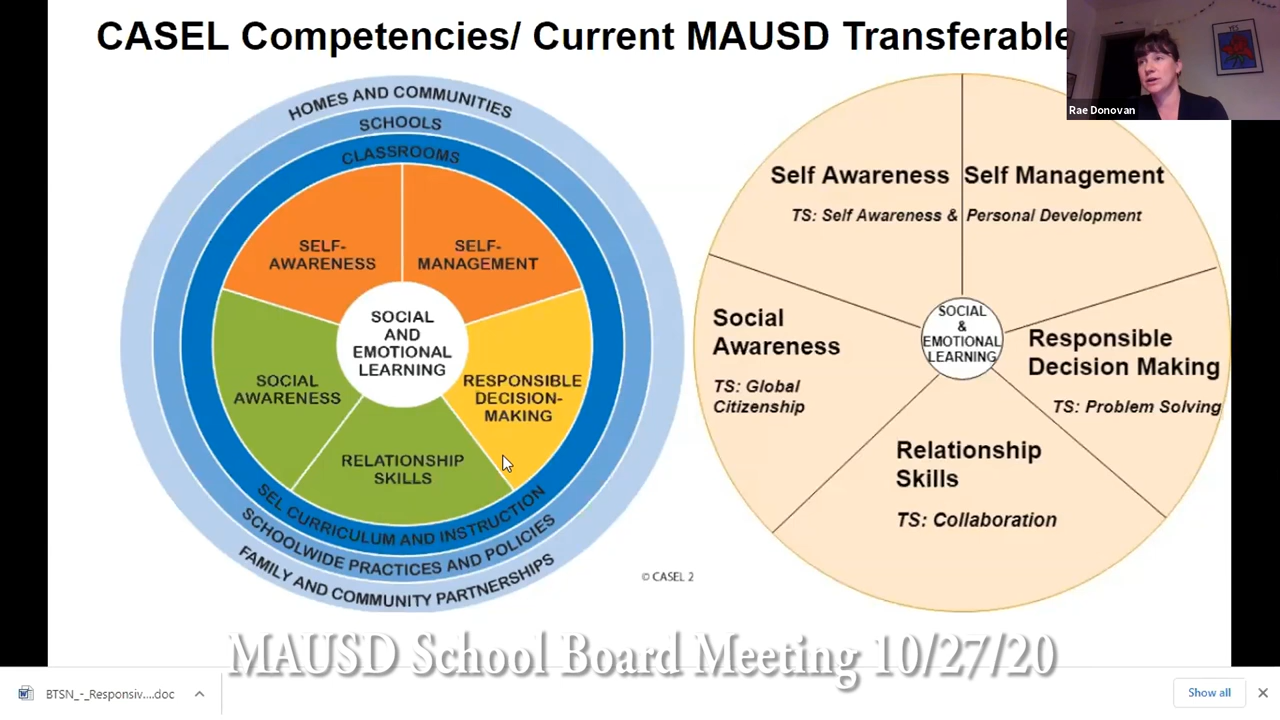 CASEL Competencies/ Current MAUSD Transferable
Rae Donovan
HOMES AND COMMUNITIES
SCHOOLS
CLASSROOMS
SELF-
AWARENESS
SELF-
MANAGEMENT
SOCIAL
AND
EMOTIONAL
LEARNING
SOCIAL
AWARENESS
RESPONSIBLE
DECISION-
MAKING
RELATIONSHIP
SKILLS
SEL CURRICULUM AND INSTRUCTION
SCHOOLWIDE PRACTICES AND POLICIES
FAMILY AND COMMUNITY PARTNERSHIPS
© CASEL 2
Self Awareness
Self Management
TS: Self Awareness & Personal Development
Social
Awareness
TS: Global
Citizenship
SOCIAL
&
EMOTIONAL
LEARNING
Responsible
Decision Making
TS: Problem Solving
Relationship
Skills
TS: Collaboration
MAUSD School Board Meeting 10/27/20
BTSN_-_Responsiv....doc
Show all